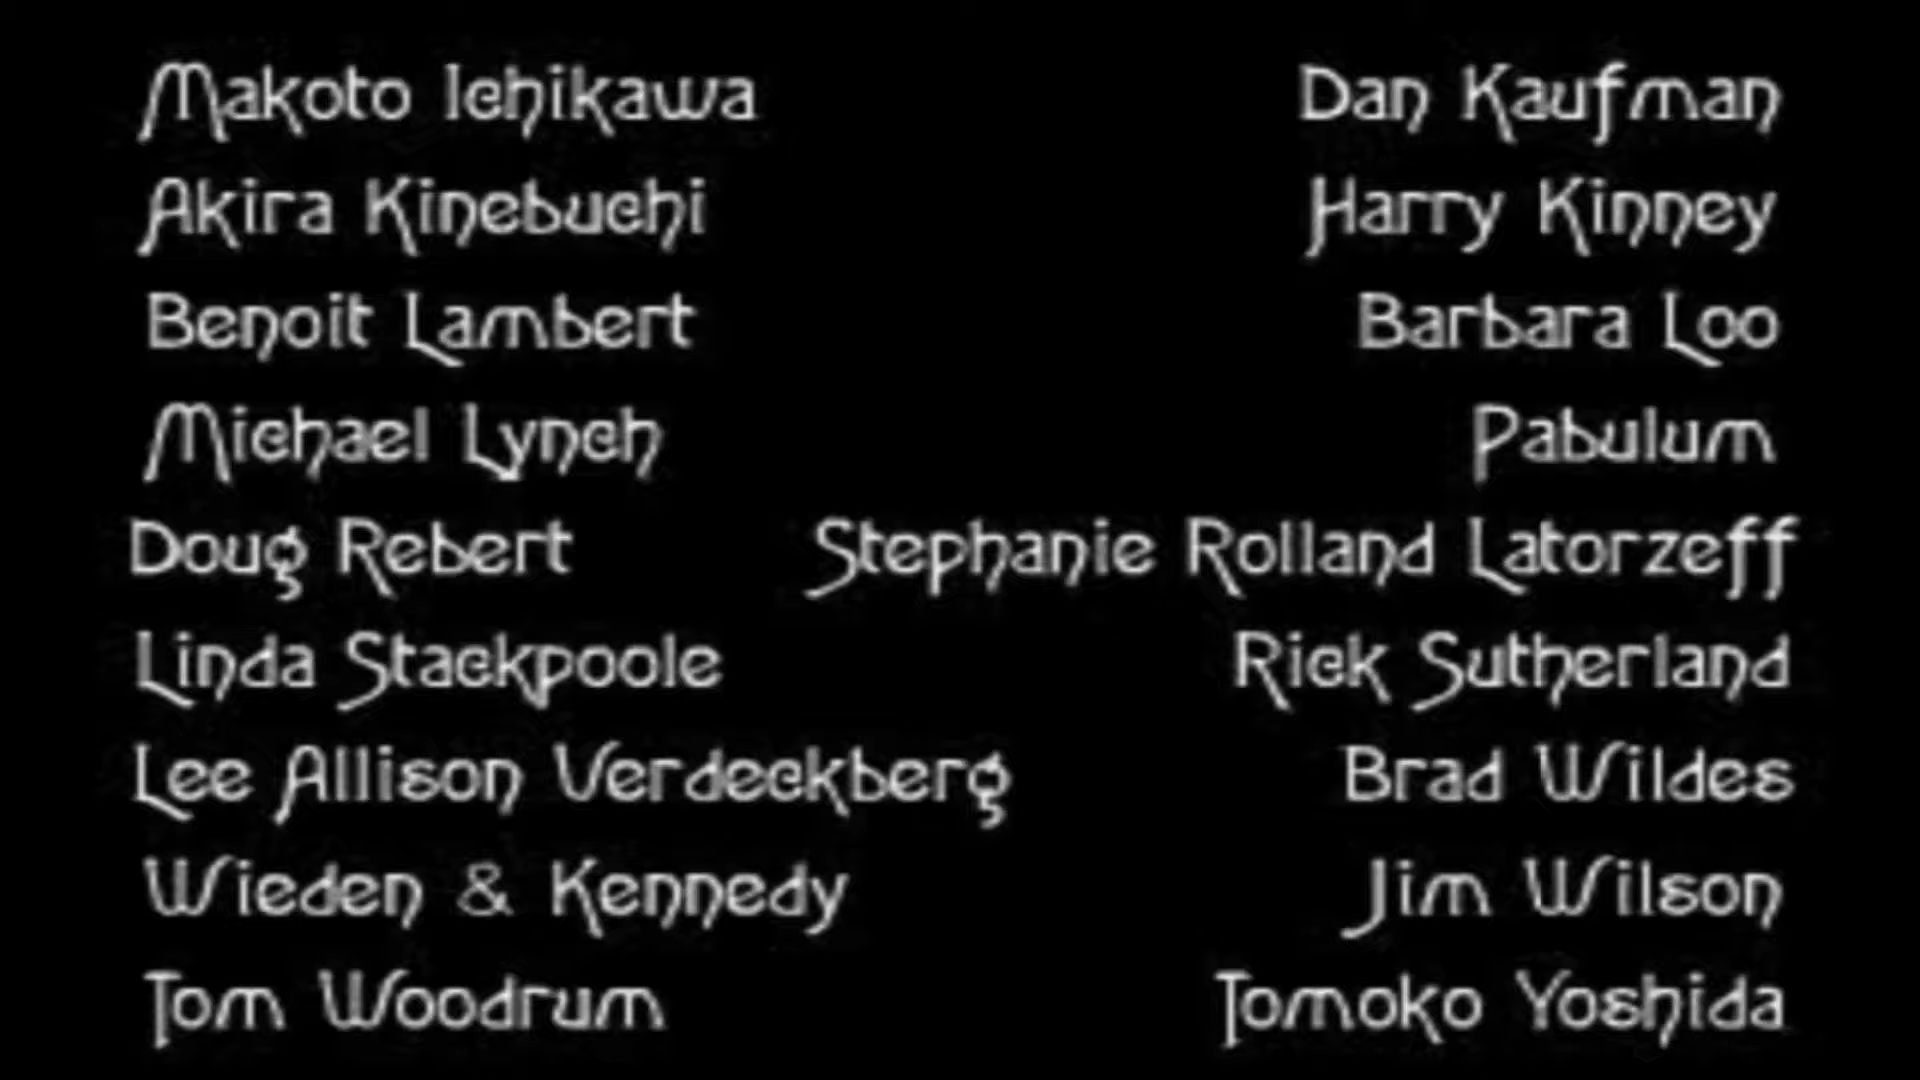 Makoto Ichikawa Dan Kaufman
Akira Kinebuchi Harry Kinney
Benoit Lambert Barbara Loo
Michael Lynch Pabulum
Doug Rebert Stephanie Rolland Latorzeff
Linda Stackpoole Rick Sutherland
Lee Allison Verdeckberg Brad Wildes
Wieden & Kennedy Jim Wilson
Tom Woodrum Tomoko Yoshida